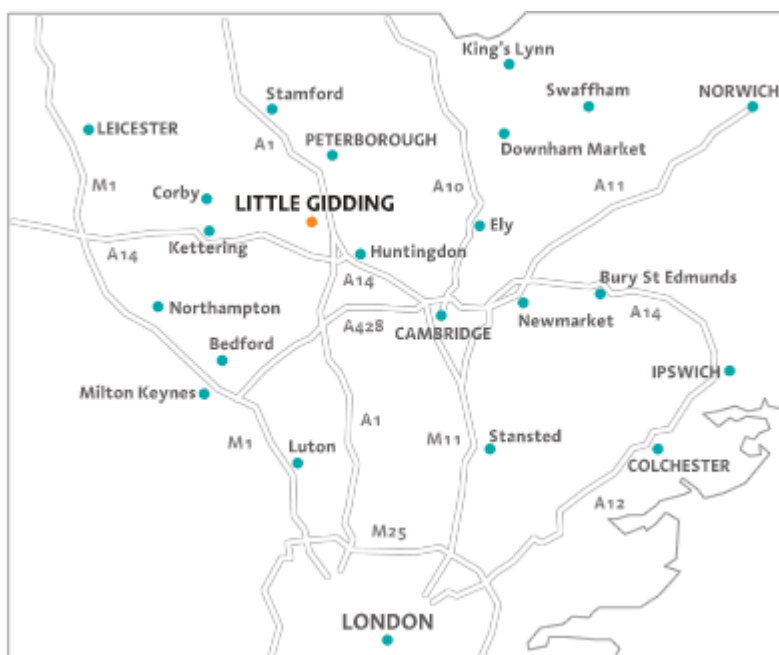 King's Lynn
Stamford
Swaffham
NORWICH
LEICESTER
A1
PETERBOROUGH
Downham Market
M1
Corby
LITTLE GIDDING
A10
A11
Ely
A14
Kettering
Huntingdon
A14
Bury St Edmunds
Northampton
A428
CAMBRIDGE
Newmarket
A14
Bedford
IPSWICH
Milton Keynes
M1
Luton
A1
M11
Stansted
COLCHESTER
A12
M25
LONDON